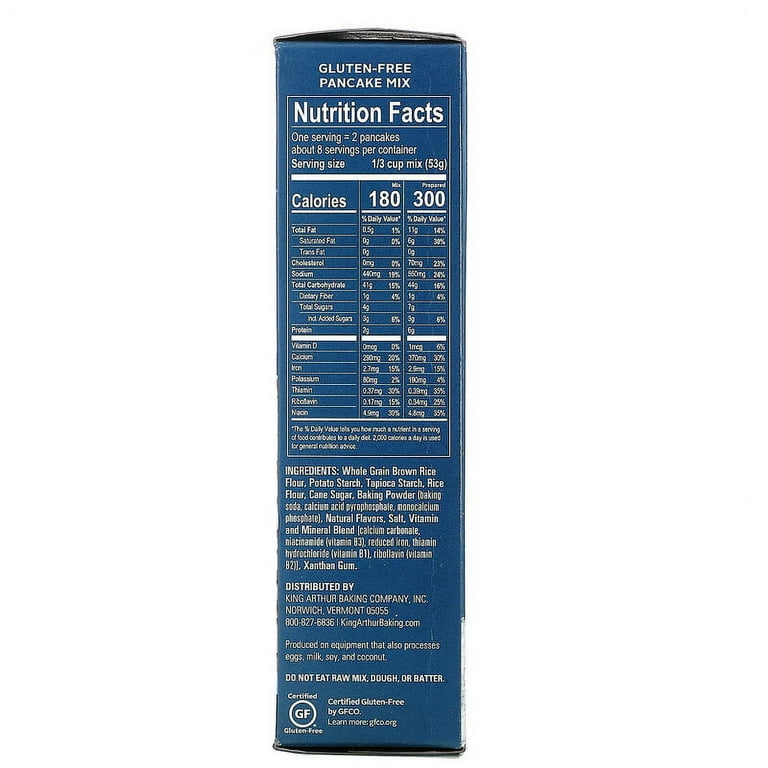 GLUTEN-FREE
PANCAKE MIX
Nutrition Facts
One serving = 2 pancakes
about 8 servings per container
Serving size 1/3 cup mix (53g)
Mix Prepared
Calories 180 300
% Daily Value* % Daily Value*
Total Fat 0.5g 1% 11g 14%
Saturated Fat 0g 0% 6g 30%
Trans Fat 0g 0g
Cholesterol 0mg 0% 70mg 23%
Sodium 440mg 19% 550mg 24%
Total Carbohydrate 41g 15% 44g 16%
Dietary Fiber 1g 4% 1g 4%
Total Sugars 4g 7g
Incl. Added Sugars 3g 6% 3g 6%
Protein 2g 6g
Vitamin D 0mcg 0% 1mcg 6%
Calcium 290mg 20% 370mg 30%
Iron 2.7mg 15% 2.9mg 15%
Potassium 80mg 2% 190mg 4%
Thiamin 0.37mg 30% 0.39mg 35%
Riboflavin 0.17mg 15% 0.34mg 25%
Niacin 4.9mg 30% 4.8mg 35%
*The % Daily Value tells you how much a nutrient in a serving
of food contributes to a daily diet. 2,000 calories a day is used
for general nutrition advice.
INGREDIENTS: Whole Grain Brown Rice
Flour, Potato Starch, Tapioca Starch, Rice
Flour, Cane Sugar, Baking Powder (baking
soda, calcium acid pyrophosphate, monocalcium
phosphate), Natural Flavors, Salt, Vitamin
and Mineral Blend [calcium carbonate,
niacinamide (vitamin B3), reduced iron, thiamin
hydrochloride (vitamin B1), riboflavin (vitamin
B2)], Xanthan Gum.
DISTRIBUTED BY
KING ARTHUR BAKING COMPANY, INC.
NORWICH, VERMONT 05055
800-827-6836 | KingArthurBaking.com
Produced on equipment that also processes
eggs, milk, soy, and coconut.
DO NOT EAT RAW MIX, DOUGH, OR BATTER.
Certified
GF
Gluten-Free
Certified Gluten-Free
by GFCO.
Learn more: gfco.org